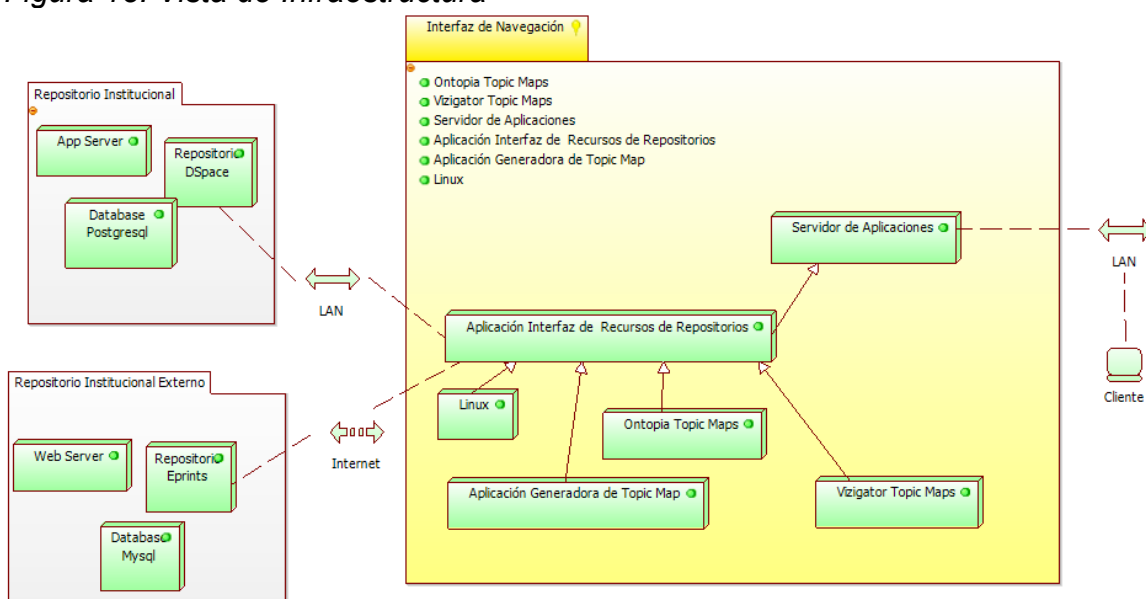 Figura 16. Vista de Infraestructura
Interfaz de Navegación
Ontopia Topic Maps
Vizigator Topic Maps
Servidor de Aplicaciones
Aplicación Interfaz de Recursos de Repositorios
Aplicación Generadora de Topic Map
Linux
Repositorio Institucional
App Server
Repositorio
DSpace
Database
Postgresql
LAN
Servidor de Aplicaciones
LAN
Cliente
Aplicación Interfaz de Recursos de Repositorios
Linux
Ontopia Topic Maps
Aplicación Generadora de Topic Map
Vizigator Topic Maps
Repositorio Institucional Externo
Web Server
Repositorio
Eprints
Database
Mysql
Internet